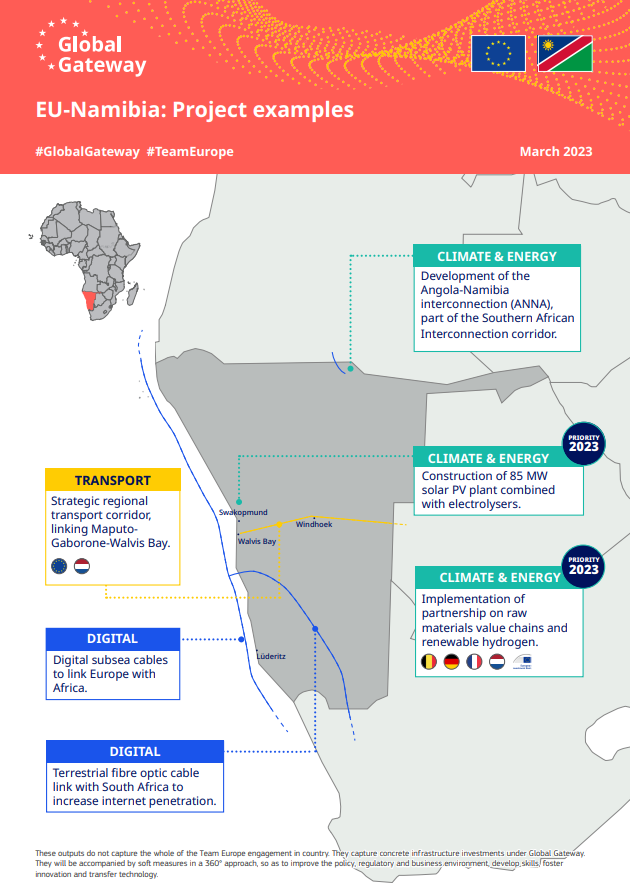 Global
Gateway
EU-Namibia: Project examples
#GlobalGateway #TeamEurope
March 2023
CLIMATE & ENERGY
Development of the
Angola-Namibia
interconnection (ANNA),
part of the Southern African
Interconnection corridor.
PRIORITY
2023
CLIMATE & ENERGY
Construction of 85 MW
solar PV plant combined
with electrolysers.
TRANSPORT
Strategic regional
transport corridor,
linking Maputo-
Gaborone-Walvis Bay.
Swakopmund
Windhoek
Walvis Bay
PRIORITY
2023
CLIMATE & ENERGY
Implementation of
partnership on raw
materials value chains and
renewable hydrogen.
DIGITAL
Digital subsea cables
to link Europe with
Africa.
Lüderitz
DIGITAL
Terrestrial fibre optic cable
link with South Africa to
increase internet penetration.
These outputs do not capture the whole of the Team Europe engagement in country. They capture concrete infrastructure investments under Global Gateway.
They will be accompanied by soft measures in a 360° approach, so as to improve the policy, regulatory and business environment, develop skills, foster
innovation and transfer technology.